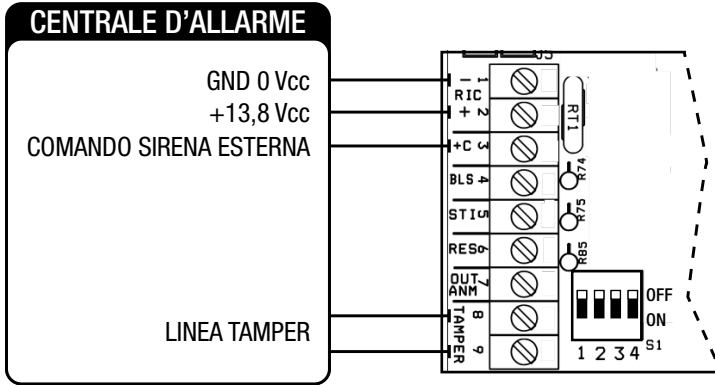 CENTRALE D'ALLARME
GND 0 Vcc
+13,8 Vcc
COMANDO SIRENA ESTERNA
LINEA TAMPER
J5
- 1
RIC
+ 2
+C 3
BLS 4
STI 5
RES 6
OUT 7
ANM
TAMPER
8
9
RT1
R74
R75
R85
OFF
ON
S1
1 2 3 4